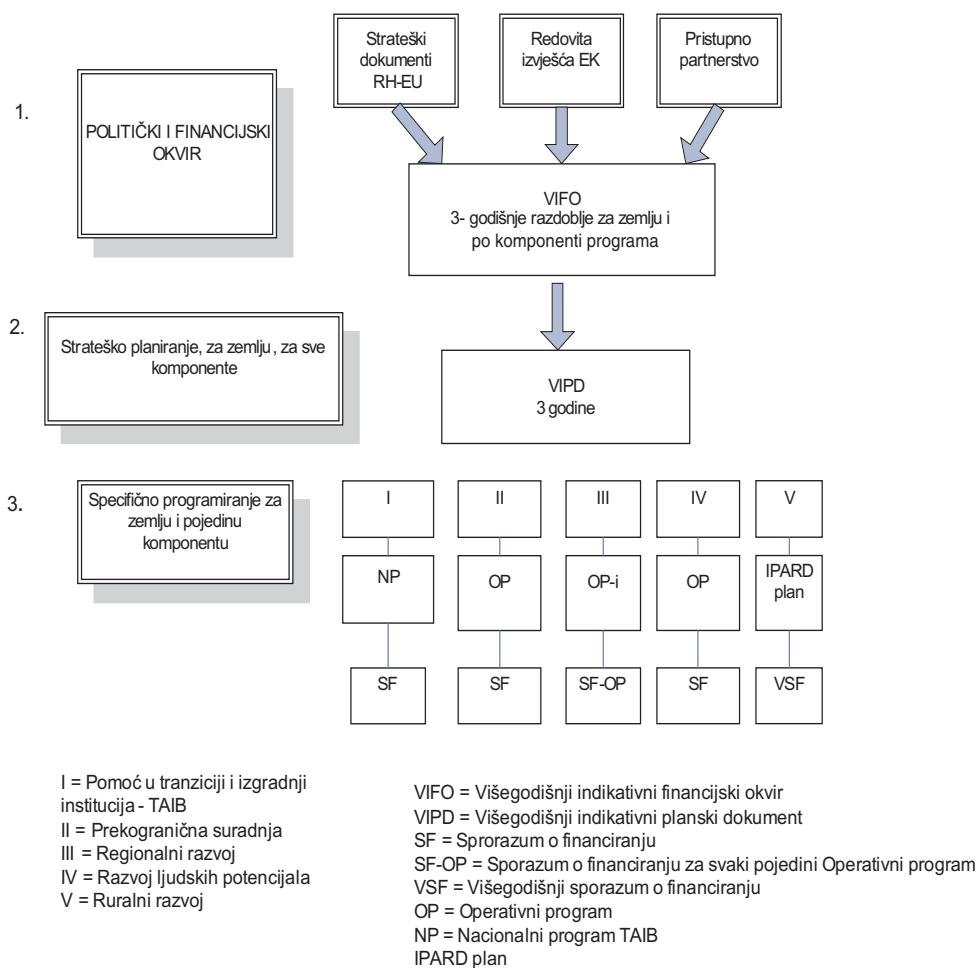 Strateški
dokumenti
RH-EU
Redovita
izvješća EK
Pristupno
partnerstvo
1.
POLITIČKI I FINANCIJSKI
OKVIR
VIFO
3- godišnje razdoblje za zemlju i
po komponenti programa
2.
Strateško planiranje, za zemlju , za sve
komponente
VIPD
3 godine
3.
Specifično programiranje za
zemlju i pojedinu
komponentu
I
II
III
IV
V
NP
OP
OP-i
OP
IPARD
plan
SF
SF
SF-OP
SF
VSF
I = Pomoć u tranziciji i izgradnji
institucija - TAIB
II = Prekogranična suradnja
III = Regionalni razvoj
IV = Razvoj ljudskih potencijala
V = Ruralni razvoj
VIFO = Višegodišnji indikativni financijski okvir
VIPD = Višegodišnji indikativni planski dokument
SF = Sprorazum o financiranju
SF-OP = Sporazum o financiranju za svaki pojedini Operativni program
VSF = Višegodišnji sporazum o financiranju
OP = Operativni program
NP = Nacionalni program TAIB
IPARD plan